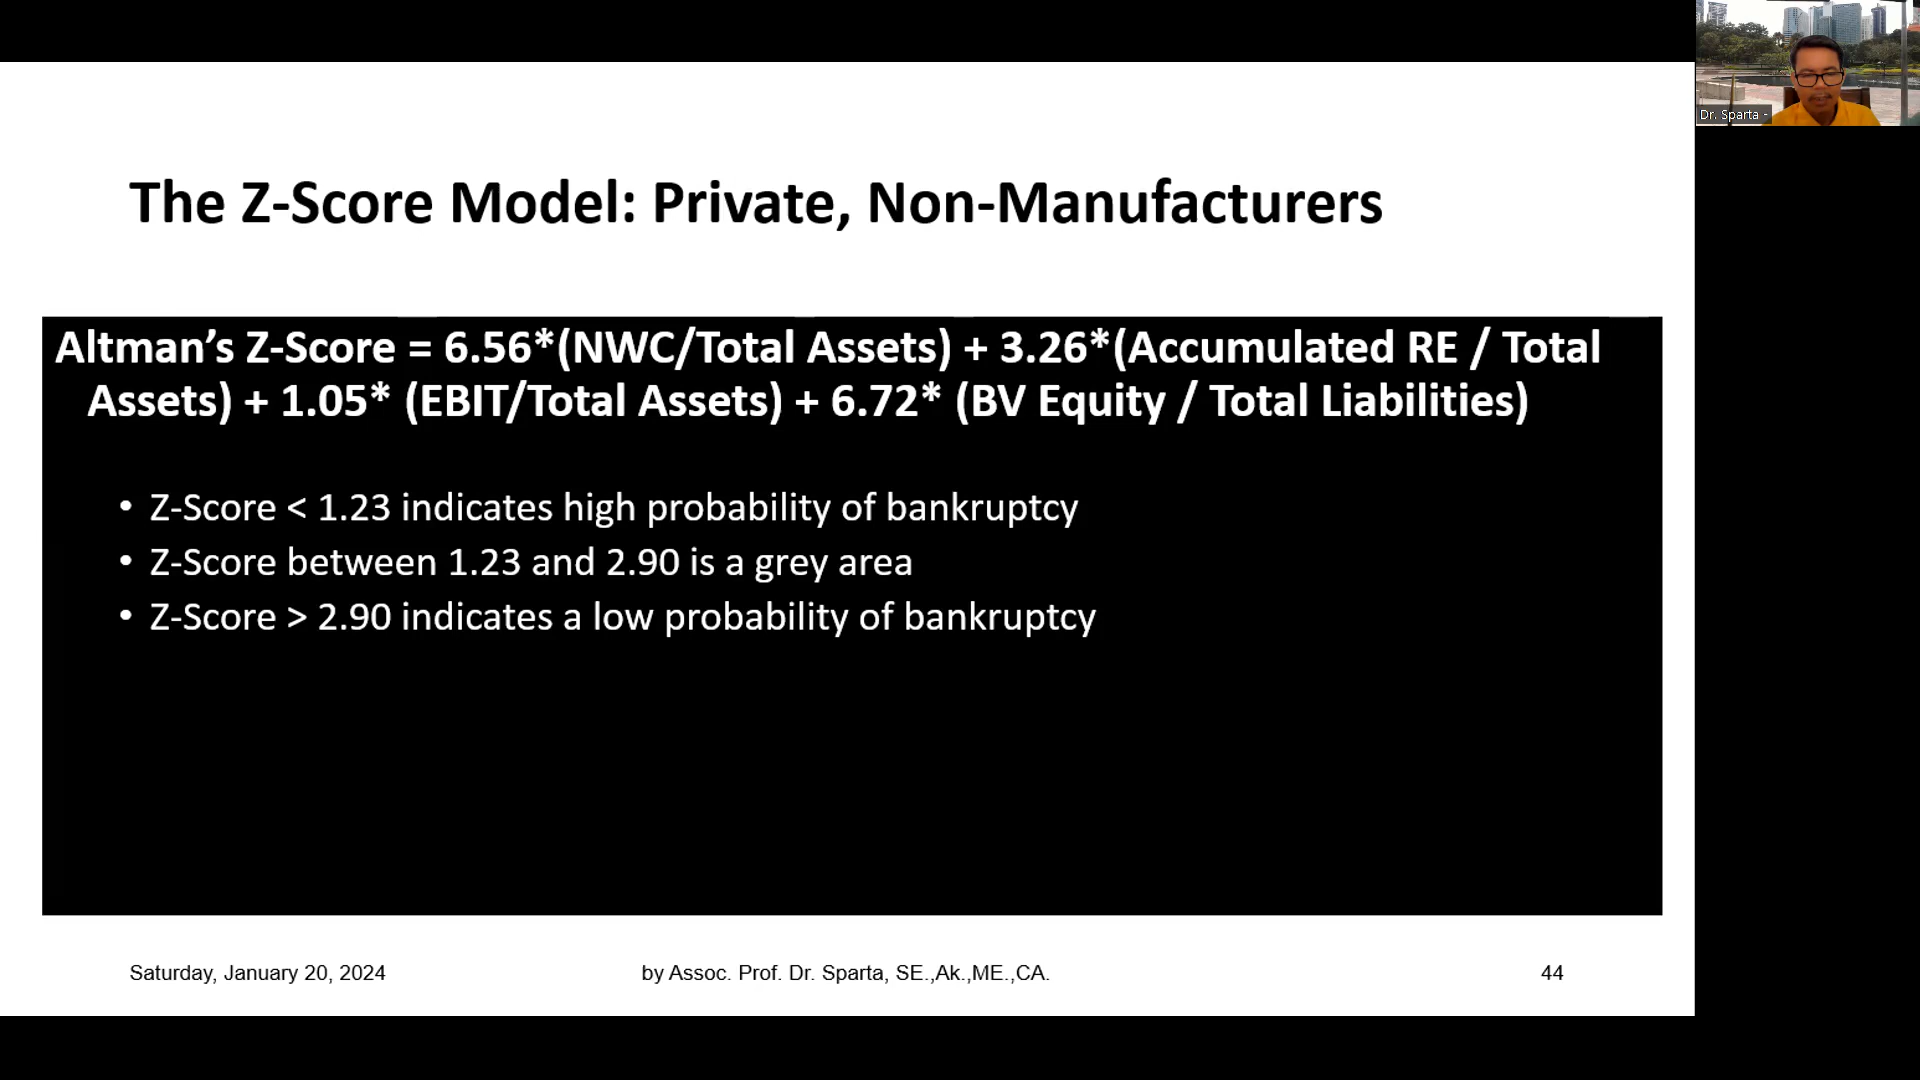 Dr. Sparta -
The Z-Score Model: Private, Non-Manufacturers
Altman’s Z-Score = 6.56*(NWC/Total Assets) + 3.26*(Accumulated RE / Total
Assets) + 1.05* (EBIT/Total Assets) + 6.72* (BV Equity / Total Liabilities)
• Z-Score < 1.23 indicates high probability of bankruptcy
• Z-Score between 1.23 and 2.90 is a grey area
• Z-Score > 2.90 indicates a low probability of bankruptcy
Saturday, January 20, 2024
by Assoc. Prof. Dr. Sparta, SE.,Ak.,ME.,CA.
44